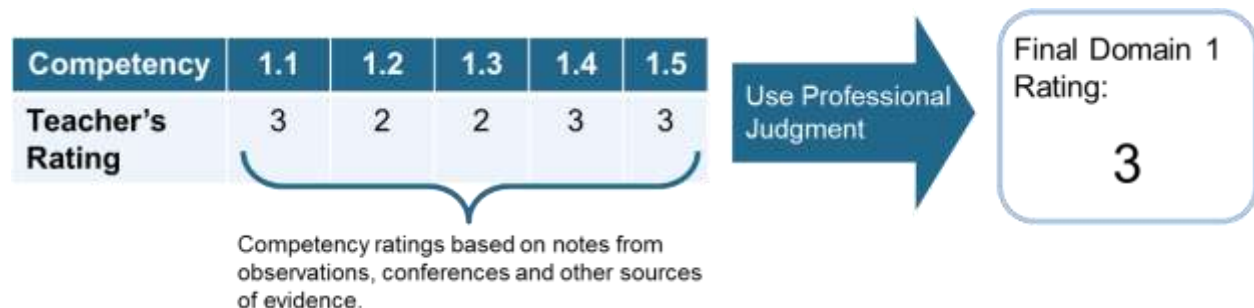 Competency 1.1 1.2 1.3 1.4 1.5
Teacher's Rating 3 2 2 3 3
Competency ratings based on notes from
observations, conferences and other sources
of evidence.
Use Professional
Judgment
Final Domain 1
Rating:
3